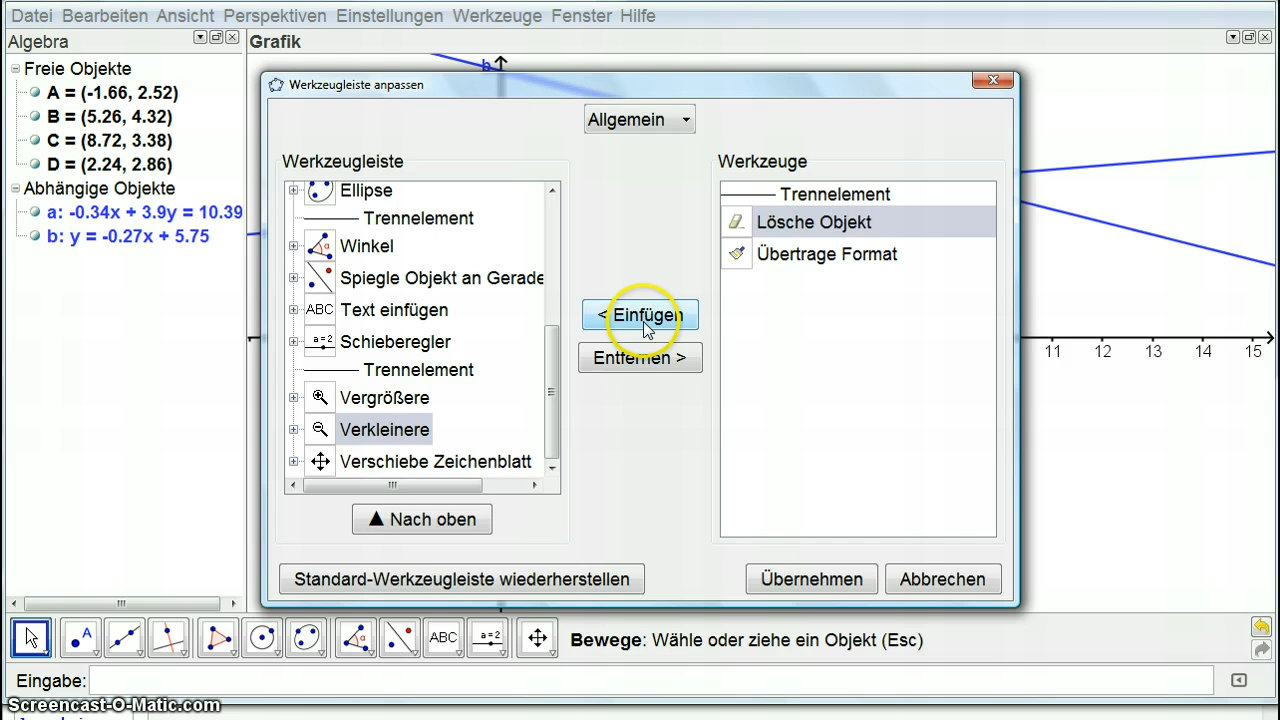 Datei Bearbeiten Ansicht Perspektiven Einstellungen Werkzeuge Fenster Hilfe
Algebra
Grafik
Freie Objekte
A = (-1.66, 2.52)
B = (5.26, 4.32)
C = (8.72, 3.38)
D = (2.24, 2.86)
Abhängige Objekte
a: -0.34x + 3.9y = 10.39
b: y = -0.27x + 5.75
b
Werkzeugleiste anpassen
Allgemein
Werkzeugleiste
Ellipse
Trennelement
Winkel
Spiegle Objekt an Gerade
Text einfügen
Schieberegler
Trennelement
Vergrößere
Verkleinere
Verschiebe Zeichenblatt
▲ Nach oben
< Einfügen
Entfernen >
Werkzeuge
Trennelement
Lösche Objekt
Übertrage Format
Standard-Werkzeugleiste wiederherstellen
Übernehmen
Abbrechen
11 12 13 14 15
A
ABC
a=2
Bewege: Wähle oder ziehe ein Objekt (Esc)
Eingabe:
Screencast-O-Matic.com